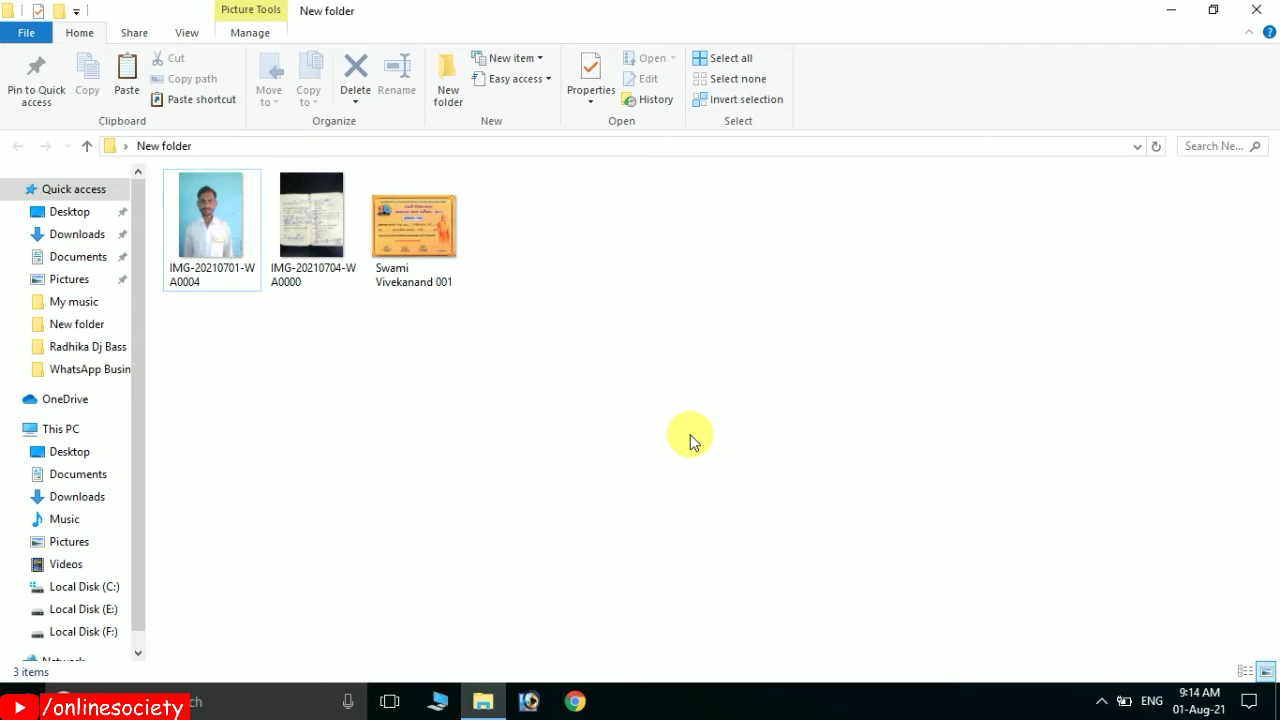 Picture Tools
New folder
File
Home
Share
View
Manage
Pin to Quick access
Copy
Paste
Cut
Copy path
Paste shortcut
Clipboard
Move to
Copy to
Delete
Rename
Organize
New folder
New item
Easy access
New
Properties
Open
Edit
History
Open
Select all
Select none
Invert selection
Select
New folder
Search Ne...
Quick access
Desktop
Downloads
Documents
Pictures
My music
New folder
Radhika Dj Bass
WhatsApp Busin
OneDrive
This PC
Desktop
Documents
Downloads
Music
Pictures
Videos
Local Disk (C:)
Local Disk (E:)
Local Disk (F:)
Network
IMG-20210701-W
A0004
IMG-20210704-W
A0000
Swami
Vivekanand 001
3 items
/onlinesociety
ch
ENG
9:14 AM
01-Aug-21